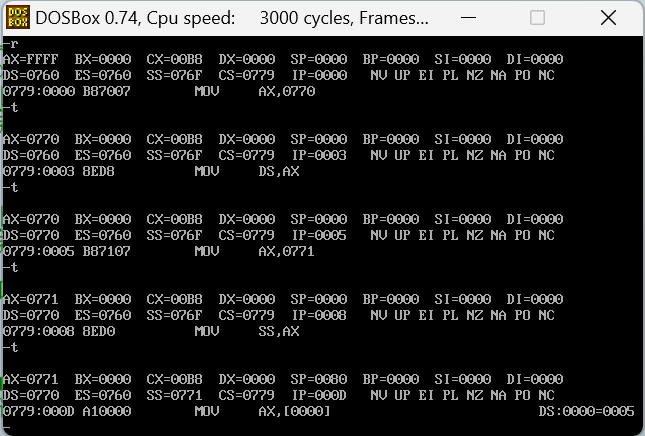 DOSBox 0.74, Cpu speed: 3000 cycles, Frames...
-r
AX=FFFF BX=0000 CX=00B8 DX=0000 SP=0000 BP=0000 SI=0000 DI=0000
DS=0760 ES=0760 SS=076F CS=0779 IP=0000 NV UP EI PL NZ NA PO NC
0779:0000 B87007 MOV AX,0770
-t
AX=0770 BX=0000 CX=00B8 DX=0000 SP=0000 BP=0000 SI=0000 DI=0000
DS=0760 ES=0760 SS=076F CS=0779 IP=0003 NV UP EI PL NZ NA PO NC
0779:0003 8ED8 MOV DS,AX
-t
AX=0770 BX=0000 CX=00B8 DX=0000 SP=0000 BP=0000 SI=0000 DI=0000
DS=0770 ES=0760 SS=076F CS=0779 IP=0005 NV UP EI PL NZ NA PO NC
0779:0005 B87107 MOV AX,0771
-t
AX=0771 BX=0000 CX=00B8 DX=0000 SP=0000 BP=0000 SI=0000 DI=0000
DS=0770 ES=0760 SS=076F CS=0779 IP=0008 NV UP EI PL NZ NA PO NC
0779:0008 8ED0 MOV SS,AX
-t
AX=0771 BX=0000 CX=00B8 DX=0000 SP=0080 BP=0000 SI=0000 DI=0000
DS=0770 ES=0760 SS=0771 CS=0779 IP=000D NV UP EI PL NZ NA PO NC
0779:000D A10000 MOV AX,[0000] DS:0000=0005
-